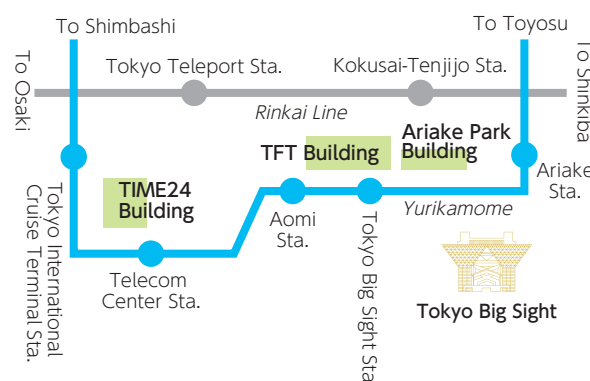 To Shimbashi
To Toyosu
To Osaki
Tokyo Teleport Sta.
Kokusai-Tenjijo Sta.
To Shinkiba
Rinkai Line
TFT Building
Ariake Park
Building
Ariake
Sta.
TIME24
Building
Tokyo International
Cruise Terminal Sta.
Aomi
Sta.
Yurikamome
Tokyo Big Sight Sta.
Telecom
Center Sta.
Tokyo Big Sight